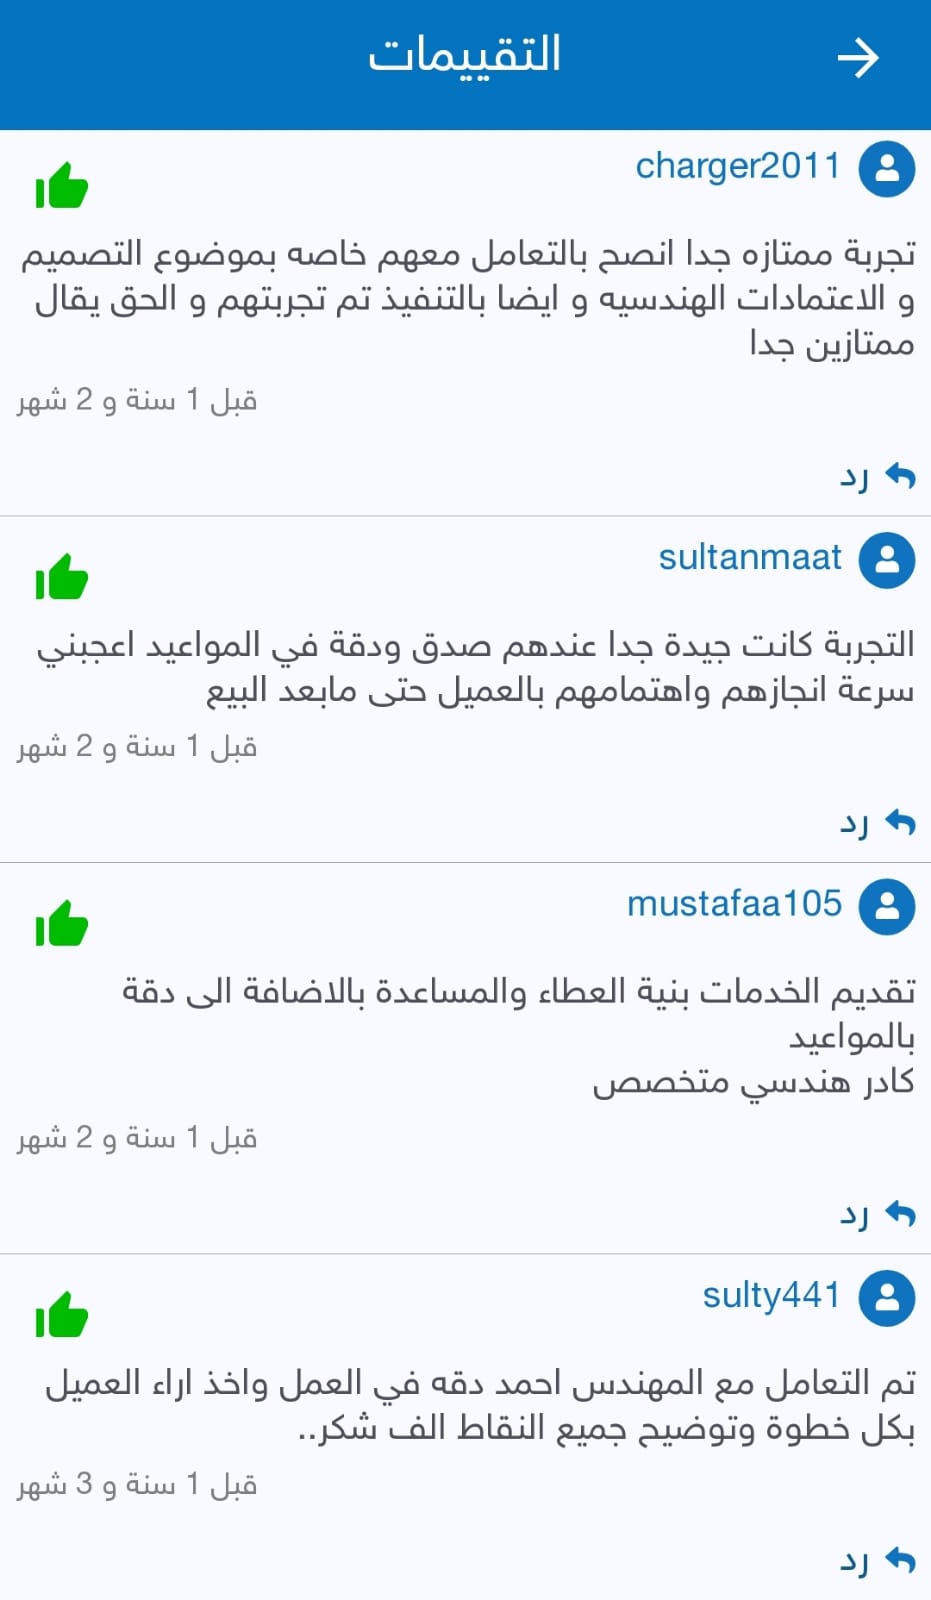 التقييمات
charger2011
تجربة ممتازه جدا انصح بالتعامل معهم خاصه بموضوع التصميم
و الاعتمادات الهندسيه و ايضا بالتنفيذ تم تجربتهم و الحق يقال
ممتازين جدا
قبل 1 سنة و 2 شهر
رد
sultanmaat
التجربة كانت جيدة جدا عندهم صدق ودقة في المواعيد اعجبني
سرعة انجازهم واهتمامهم بالعميل حتى مابعد البيع
قبل 1 سنة و 2 شهر
رد
mustafaa105
تقديم الخدمات بنية العطاء والمساعدة بالاضافة الى دقة
بالمواعيد
كادر هندسي متخصص
قبل 1 سنة و 2 شهر
رد
sulty441
تم التعامل مع المهندس احمد دقه في العمل واخذ اراء العميل
بكل خطوة وتوضيح جميع النقاط الف شكر..
قبل 1 سنة و 3 شهر
رد